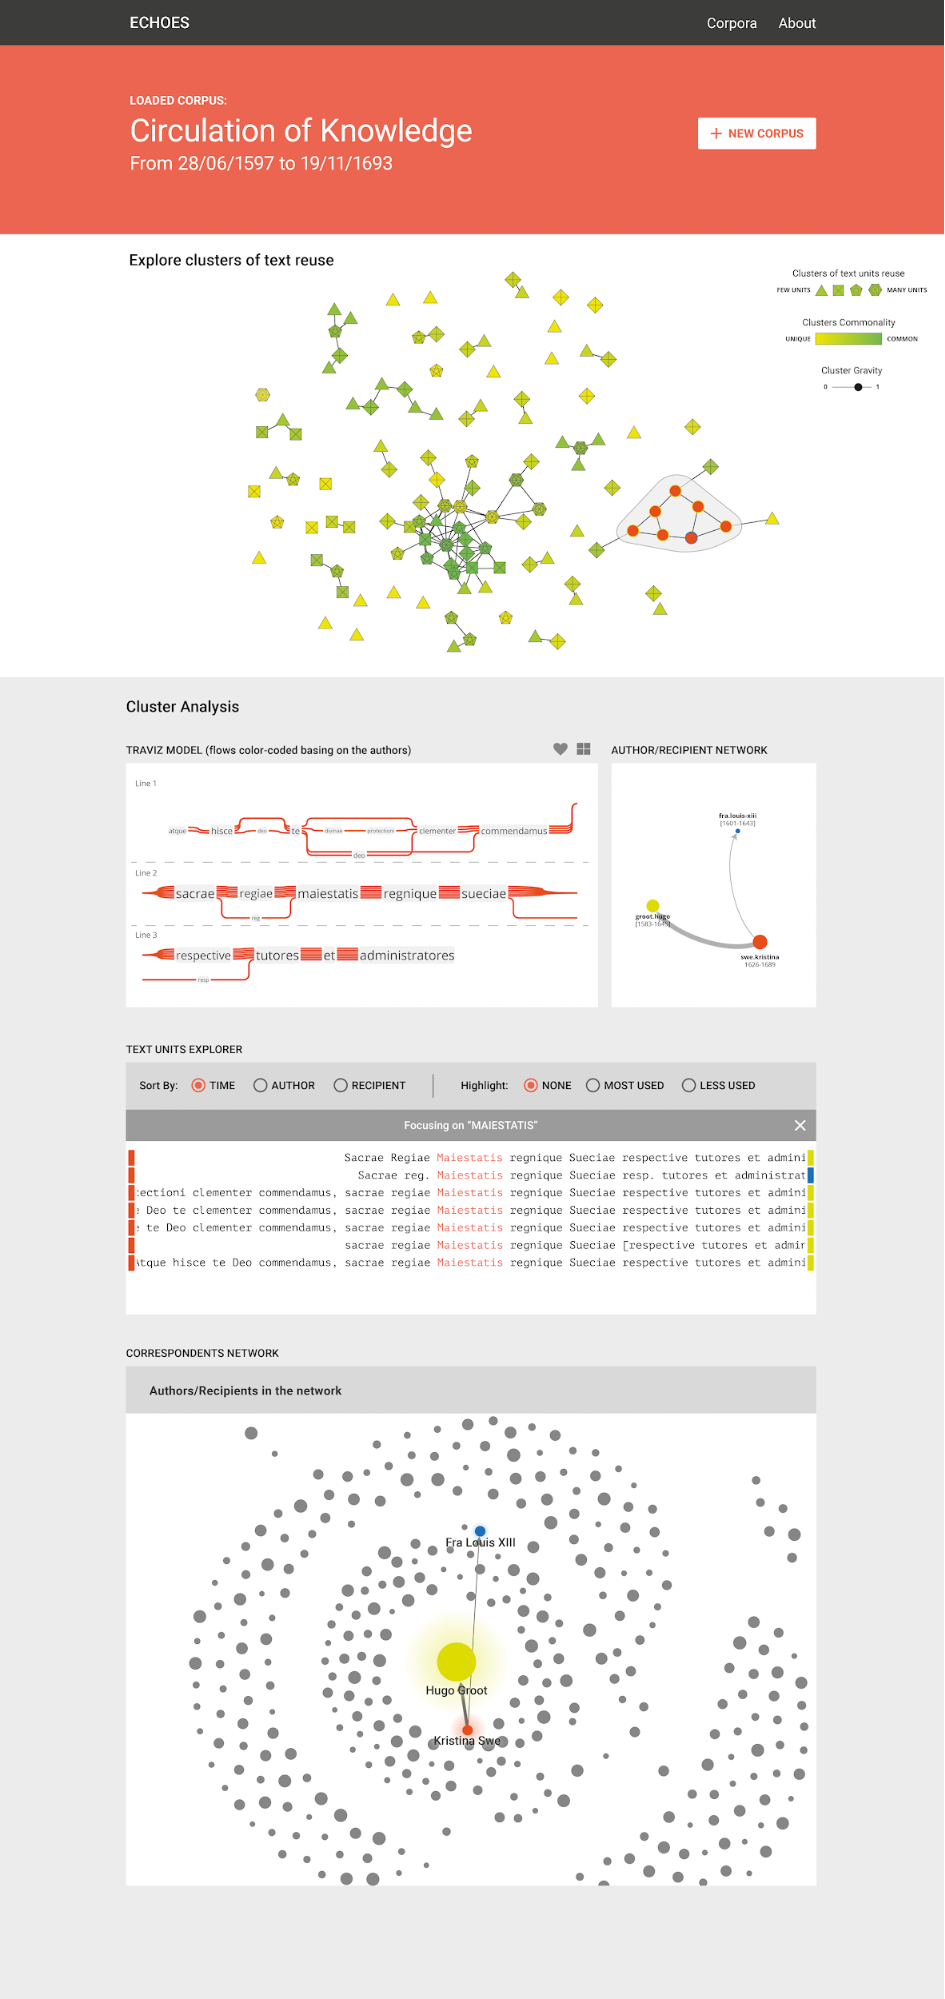 ECHOES
Corpora About
LOADED CORPUS:
Circulation of Knowledge
From 28/06/1597 to 19/11/1693
+ NEW CORPUS
Explore clusters of text reuse
Clusters of text units reuse
FEW UNITS MANY UNITS
Clusters Commonality
UNIQUE COMMON
Cluster Gravity
0 1
Cluster Analysis
TRAVIZ MODEL (flows color-coded basing on the authors)
Line 1
atque hisce deo te divinae protectioni clementer commendamus
deo
Line 2
sacrae regiae maiestatis regnique sueciae
reg
Line 3
respective tutores et administratores
resp
AUTHOR/RECIPIENT NETWORK
fra.louis-xiii
[1601-1643]
groot.hugo
[1583-1645]
swe.kristina
1626-1689
TEXT UNITS EXPLORER
Sort By: TIME AUTHOR RECIPIENT Highlight: NONE MOST USED LESS USED
Focusing on "MAIESTATIS"
Sacrae Regiae Maiestatis regnique Sueciae respective tutores et admini
Sacrae reg. Maiestatis regnique Sueciae resp. tutores et administrat
ectioni clementer commendamus, sacrae regiae Maiestatis regnique Sueciae respective tutores et admini
Deo te clementer commendamus, sacrae regiae Maiestatis regnique Sueciae respective tutores et admini
te Deo clementer commendamus, sacrae regiae Maiestatis regnique Sueciae respective tutores et admini
sacrae regiae Maiestatis regnique Sueciae [respective tutores et admin
tque hisce te Deo commendamus, sacrae regiae Maiestatis regnique Sueciae respective tutores et admini
CORRESPONDENTS NETWORK
Authors/Recipients in the network
Fra Louis XIII
Hugo Groot
Kristina Swe